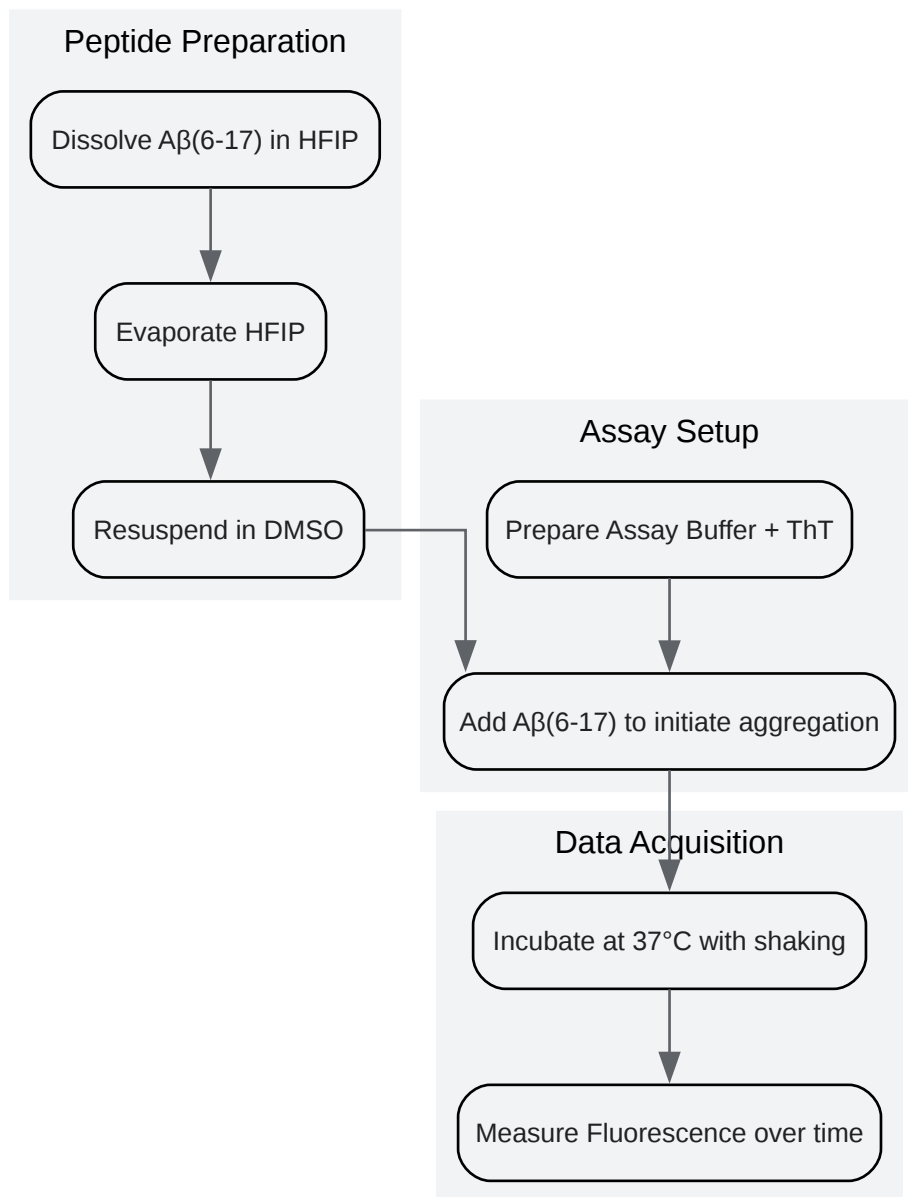 Peptide Preparation
Dissolve Aβ(6-17) in HFIP
Evaporate HFIP
Resuspend in DMSO
Assay Setup
Prepare Assay Buffer + ThT
Add Aβ(6-17) to initiate aggregation
Data Acquisition
Incubate at 37°C with shaking
Measure Fluorescence over time